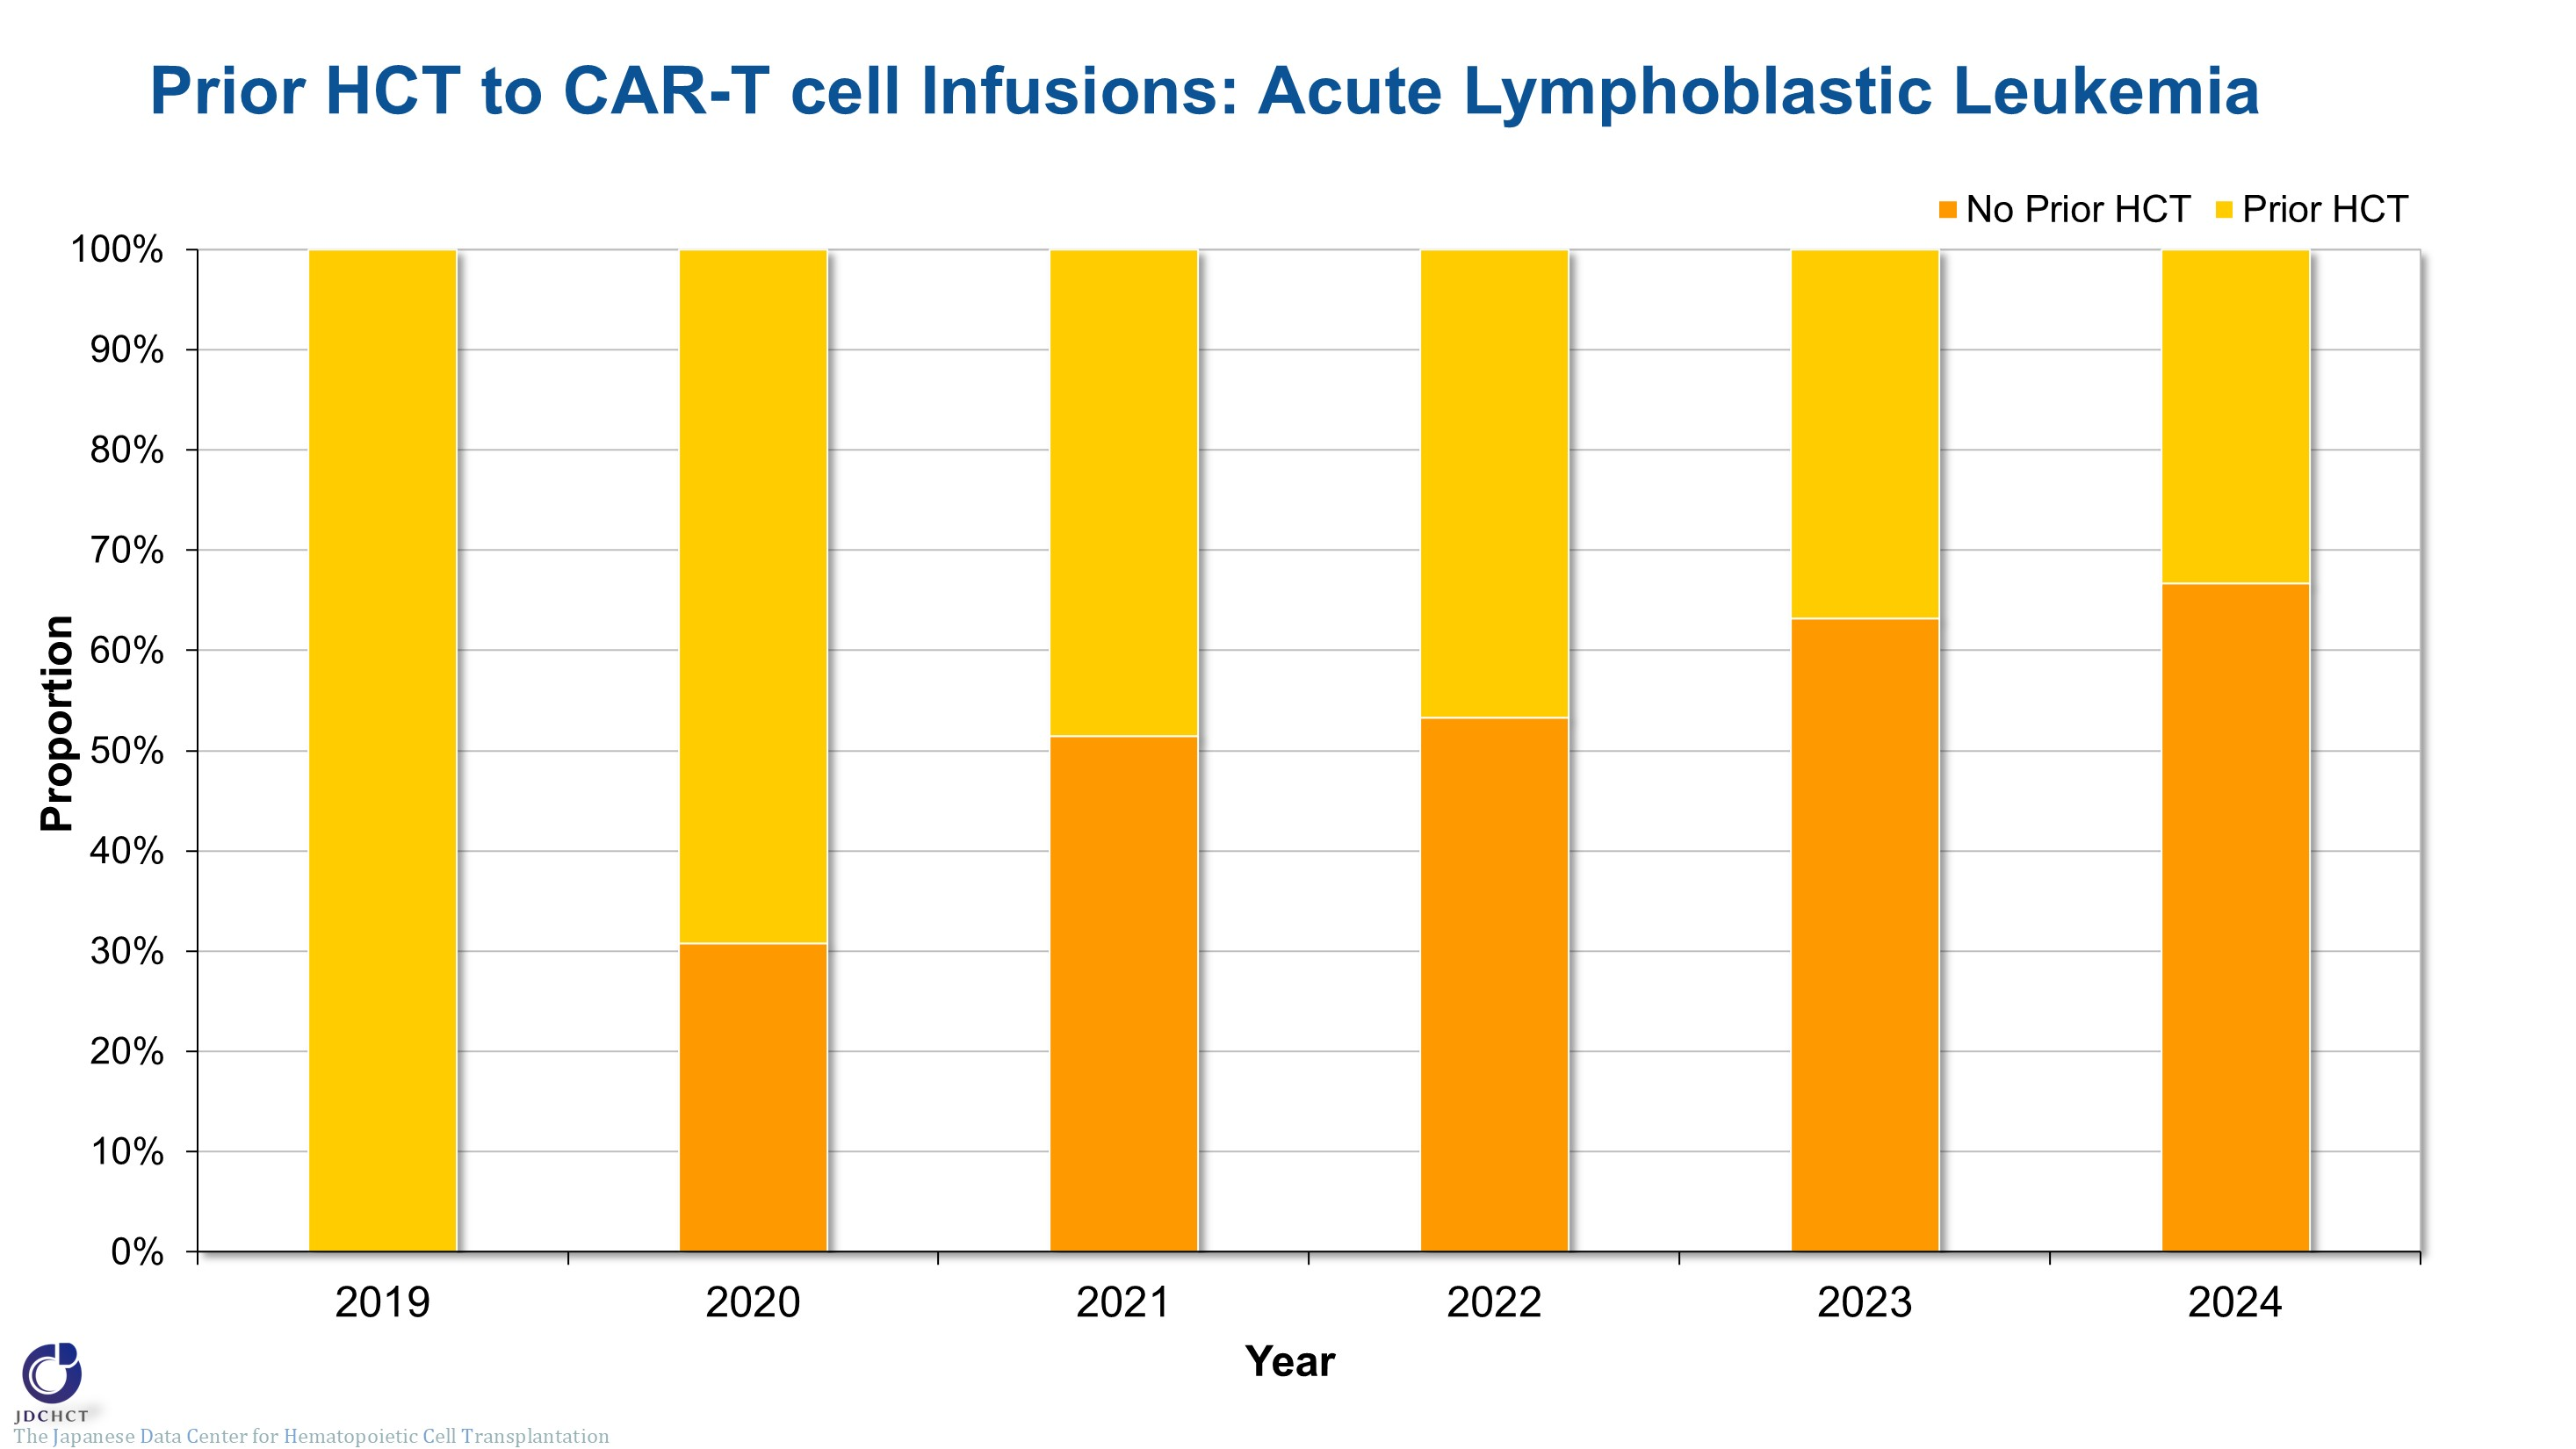 Prior HCT to CAR-T cell Infusions: Acute Lymphoblastic Leukemia
No Prior HCT Prior HCT
100%
90%
80%
70%
60%
50%
40%
30%
20%
10%
0%
Proportion
2019 2020 2021 2022 2023 2024
Year
JDCHCT
The Japanese Data Center for Hematopoietic Cell Transplantation